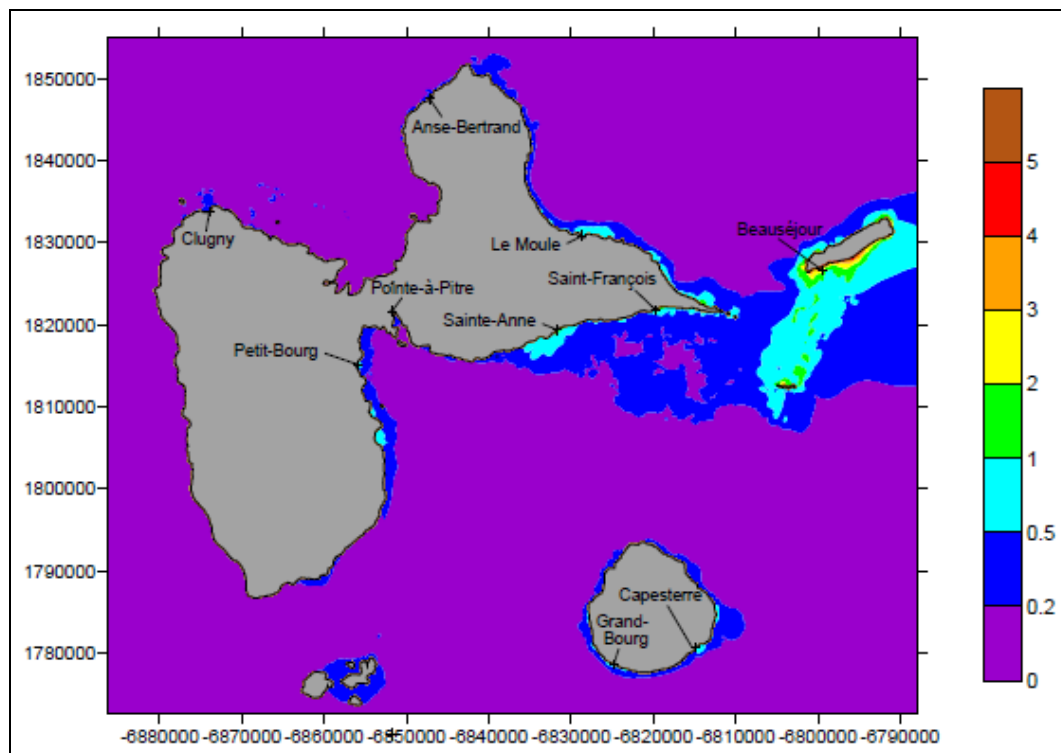 1850000
1840000
1830000
1820000
1810000
1800000
1790000
1780000
Anse-Bertrand
Clugny
Le Moule
Beauséjour
Pointe-à-Pitre
Saint-François
Sainte-Anne
Petit-Bourg
Capesterre
Grand-
Bourg
-6880000 -6870000 -6860000 -6850000 -6840000 -6830000 -6820000 -6810000 -6800000 -6790000
5
4
3
2
1
0.5
0.2
0